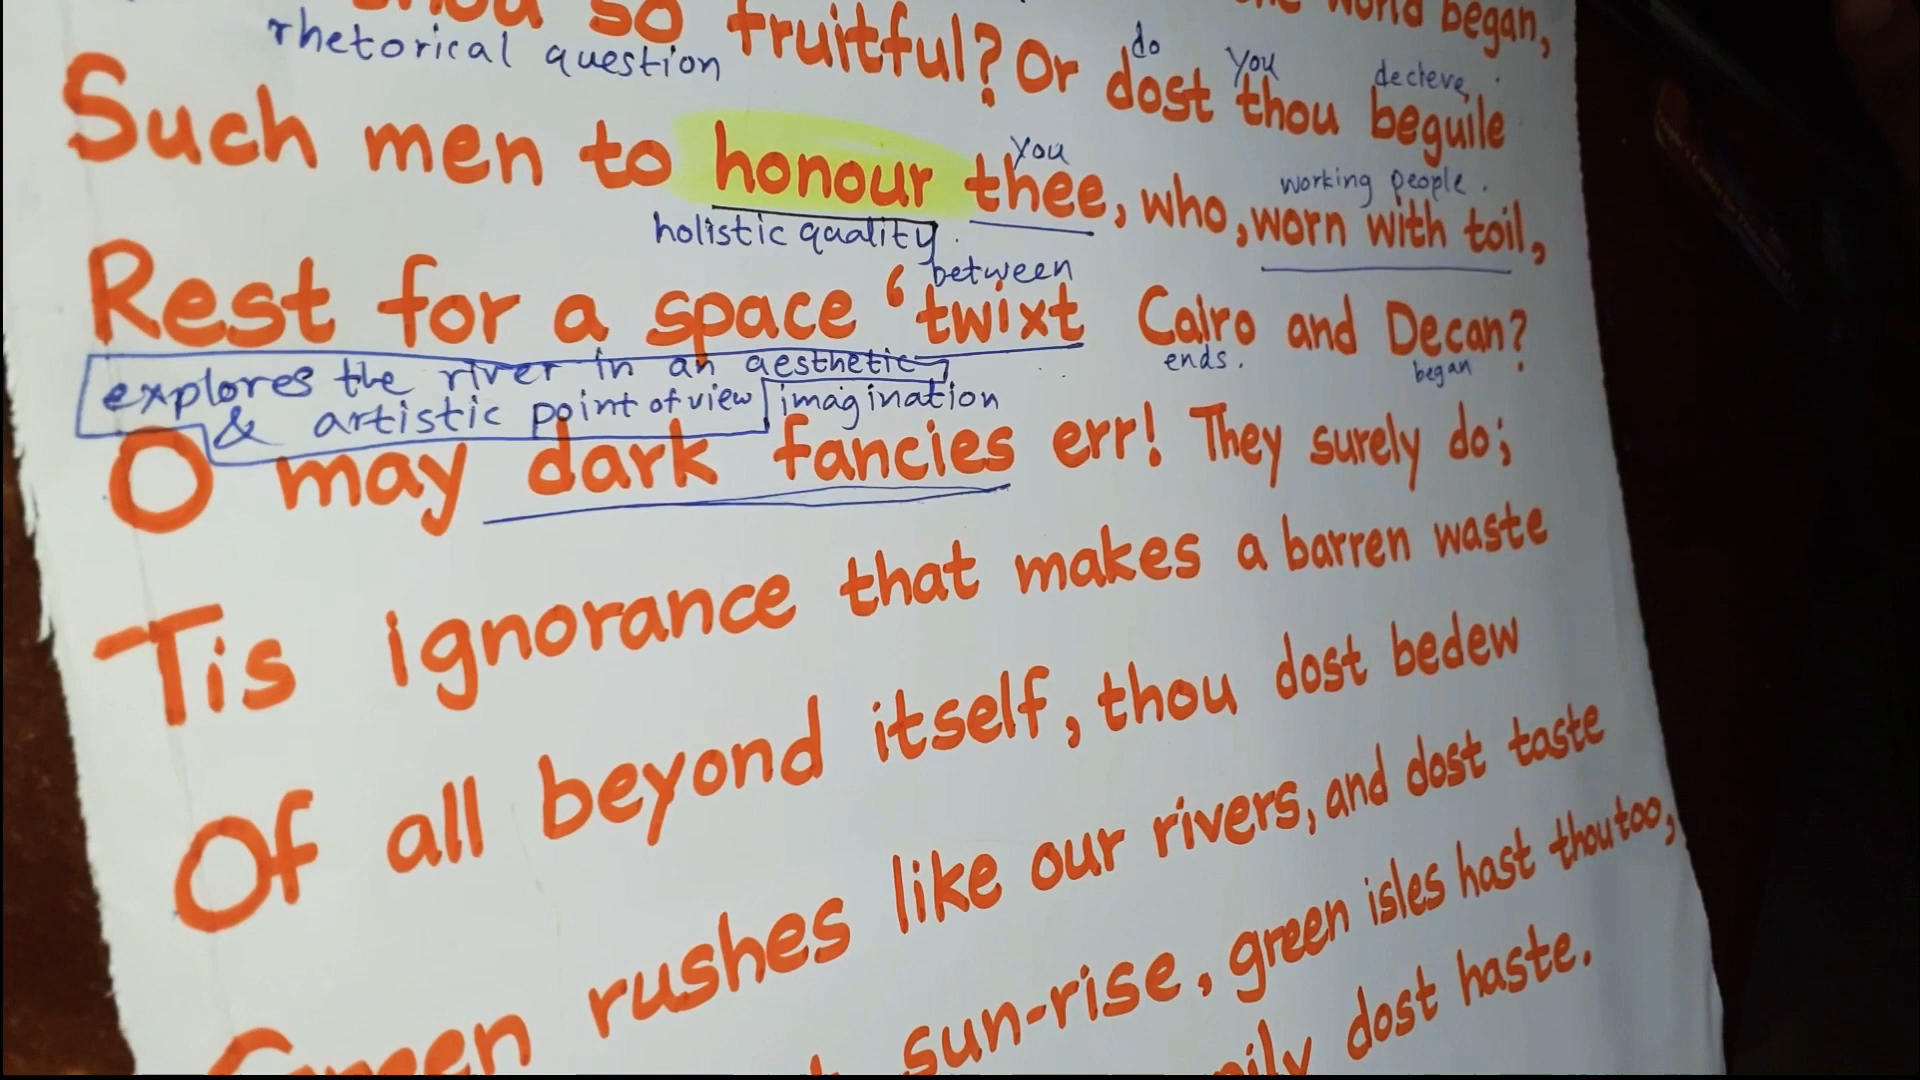 thou so fruitful? Or dost thou beguile
world began,
rhetorical question
do
you
decieve
Such men to honour thee, who, worn with toil,
you
working people.
holistic quality.
between
Rest for a space 'twixt Cairo and Decan?
ends.
began
explores the river in an aesthetic
& artistic point of view
imagination
O may dark fancies err! They surely do;
'Tis ignorance that makes a barren waste
Of all beyond itself, thou dost bedew
Green rushes like our rivers, and dost taste
sun-rise, green isles hast thou too,
dost haste.